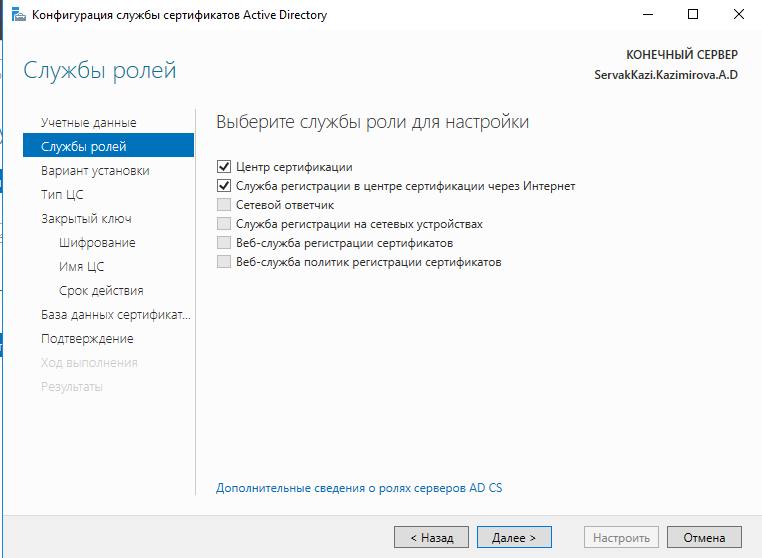 Конфигурация службы сертификатов Active Directory
Службы ролей
КОНЕЧНЫЙ СЕРВЕР
ServakKazi.Kazimirova.A.D
Учетные данные
Службы ролей
Вариант установки
Тип ЦС
Закрытый ключ
Шифрование
Имя ЦС
Срок действия
База данных сертификат...
Подтверждение
Ход выполнения
Результаты
Выберите службы роли для настройки
Центр сертификации
Служба регистрации в центре сертификации через Интернет
Сетевой ответчик
Служба регистрации на сетевых устройствах
Веб-служба регистрации сертификатов
Веб-служба политик регистрации сертификатов
Дополнительные сведения о ролях серверов AD CS
< Назад
Далее >
Настроить
Отмена